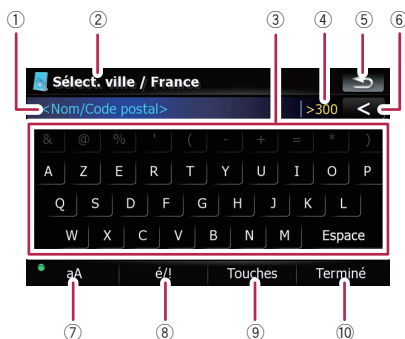 ① ② ③ ④ ⑤ ⑥
Sélect. ville / France
<Nom/Code postal> >300 <
& @ % ' ( - + = * )
A Z E R T Y U I O P
Q S D F G H J K L
W X C V B N M Espace
aA é/! Touches Terminé
⑦ ⑧ ⑨ ⑩